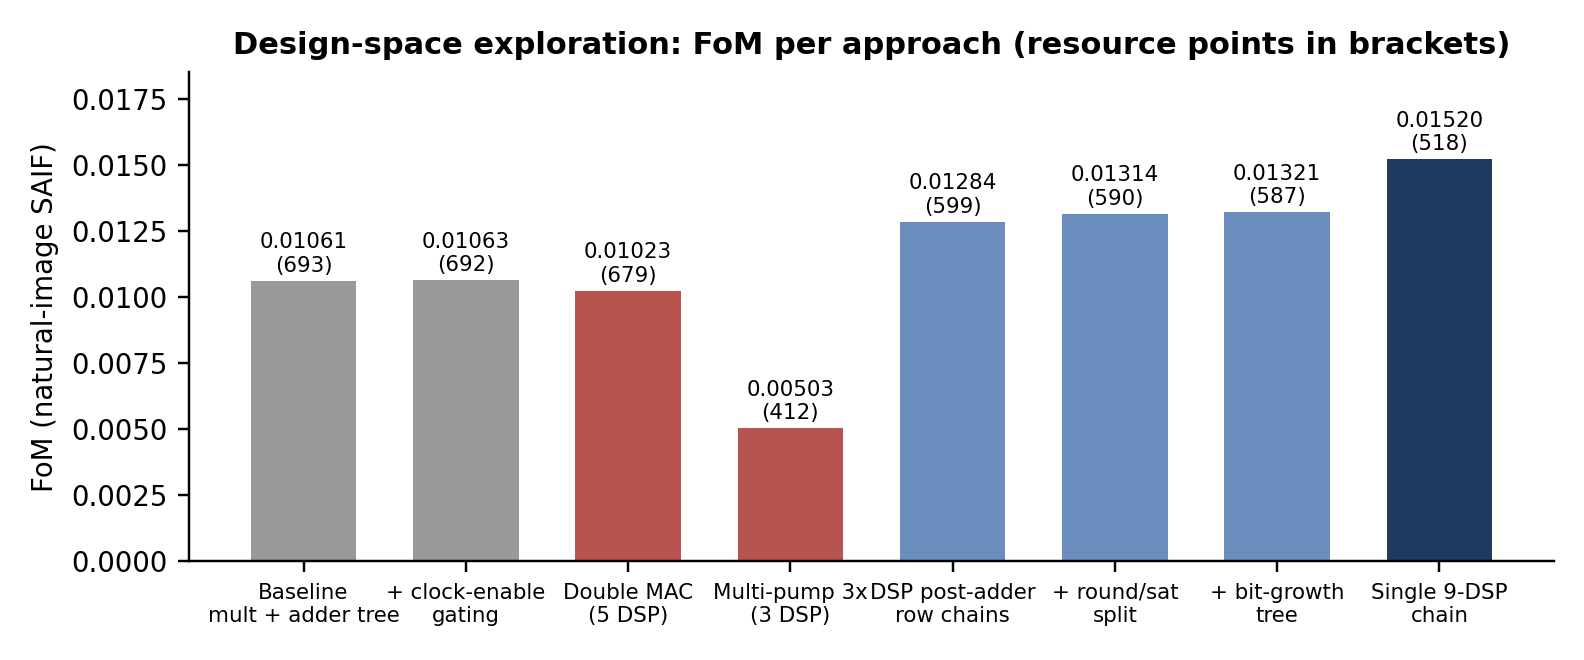 Design-space exploration: FoM per approach (resource points in brackets)
FoM (natural-image SAIF)
0.0175
0.0150
0.0125
0.0100
0.0075
0.0050
0.0025
0.0000
0.01061
(693)
0.01063
(692)
0.01023
(679)
0.00503
(412)
0.01284
(599)
0.01314
(590)
0.01321
(587)
0.01520
(518)
Baseline
mult + adder tree
+ clock-enable
gating
Double MAC
(5 DSP)
Multi-pump 3x
(3 DSP)
DSP post-adder
row chains
+ round/sat
split
+ bit-growth
tree
Single 9-DSP
chain